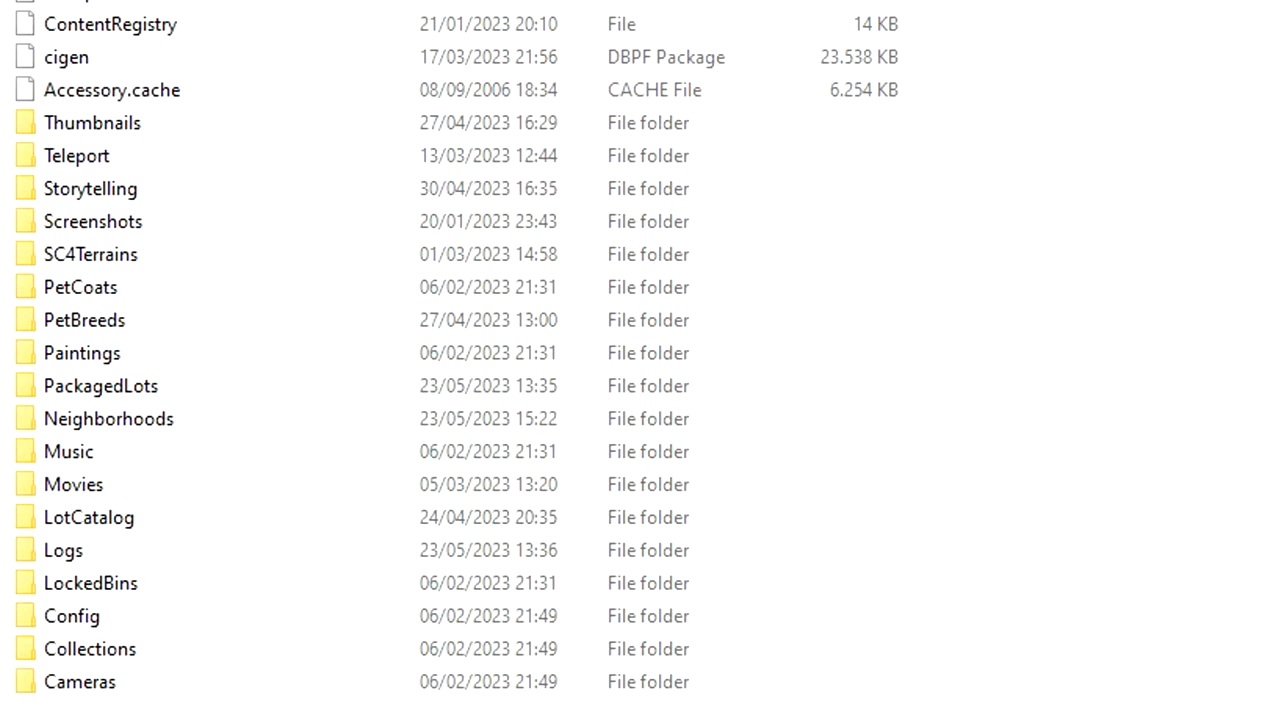 ContentRegistry 21/01/2023 20:10 File 14 KB
cigen 17/03/2023 21:56 DBPF Package 23.538 KB
Accessory.cache 08/09/2006 18:34 CACHE File 6.254 KB
Thumbnails 27/04/2023 16:29 File folder
Teleport 13/03/2023 12:44 File folder
Storytelling 30/04/2023 16:35 File folder
Screenshots 20/01/2023 23:43 File folder
SC4Terrains 01/03/2023 14:58 File folder
PetCoats 06/02/2023 21:31 File folder
PetBreeds 27/04/2023 13:00 File folder
Paintings 06/02/2023 21:31 File folder
PackagedLots 23/05/2023 13:35 File folder
Neighborhoods 23/05/2023 15:22 File folder
Music 06/02/2023 21:31 File folder
Movies 05/03/2023 13:20 File folder
LotCatalog 24/04/2023 20:35 File folder
Logs 23/05/2023 13:36 File folder
LockedBins 06/02/2023 21:31 File folder
Config 06/02/2023 21:49 File folder
Collections 06/02/2023 21:49 File folder
Cameras 06/02/2023 21:49 File folder